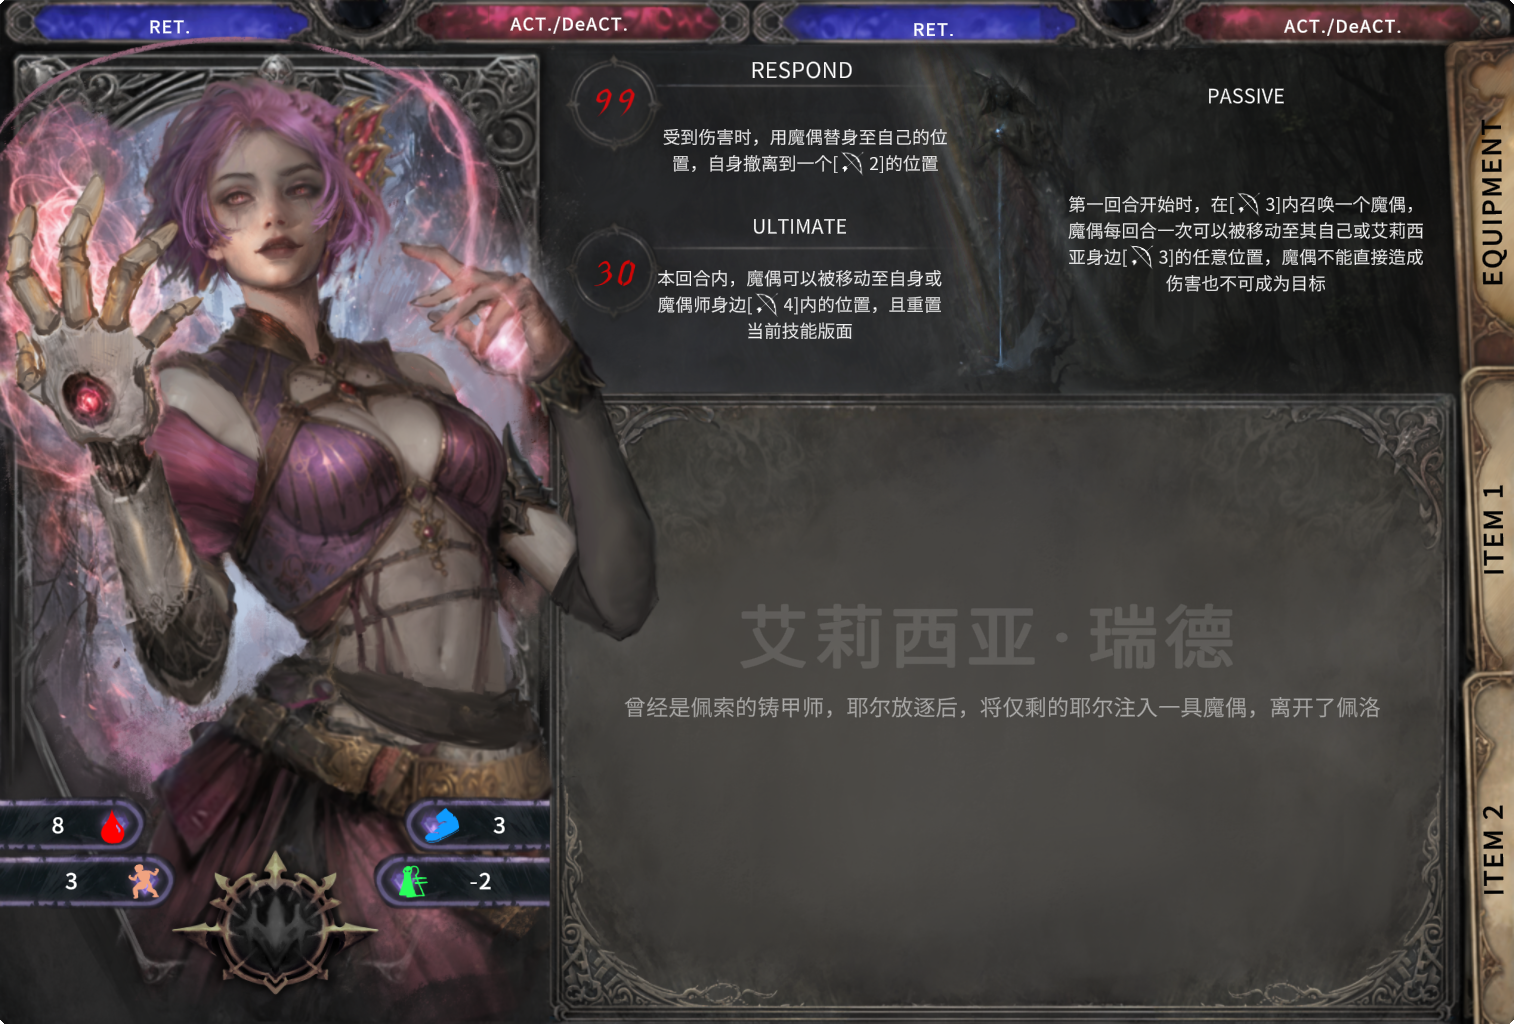 RET.
ACT./DeACT.
RET.
ACT./DeACT.
RESPOND
99
受到伤害时，用魔偶替身至自己的位
置，自身撤离到一个[ 2]的位置
ULTIMATE
30
本回合内，魔偶可以被移动至自身或
魔偶师身边[ 4]内的位置，且重置
当前技能版面
PASSIVE
第一回合开始时，在[ 3]内召唤一个魔偶，
魔偶每回合一次可以被移动至其自己或艾莉西
亚身边[ 3]的任意位置，魔偶不能直接造成
伤害也不可成为目标
EQUIPMENT
ITEM 1
ITEM 2
艾莉西亚·瑞德
曾经是佩索的铸甲师，耶尔放逐后，将仅剩的耶尔注入一具魔偶，离开了佩洛
8
3
3
-2